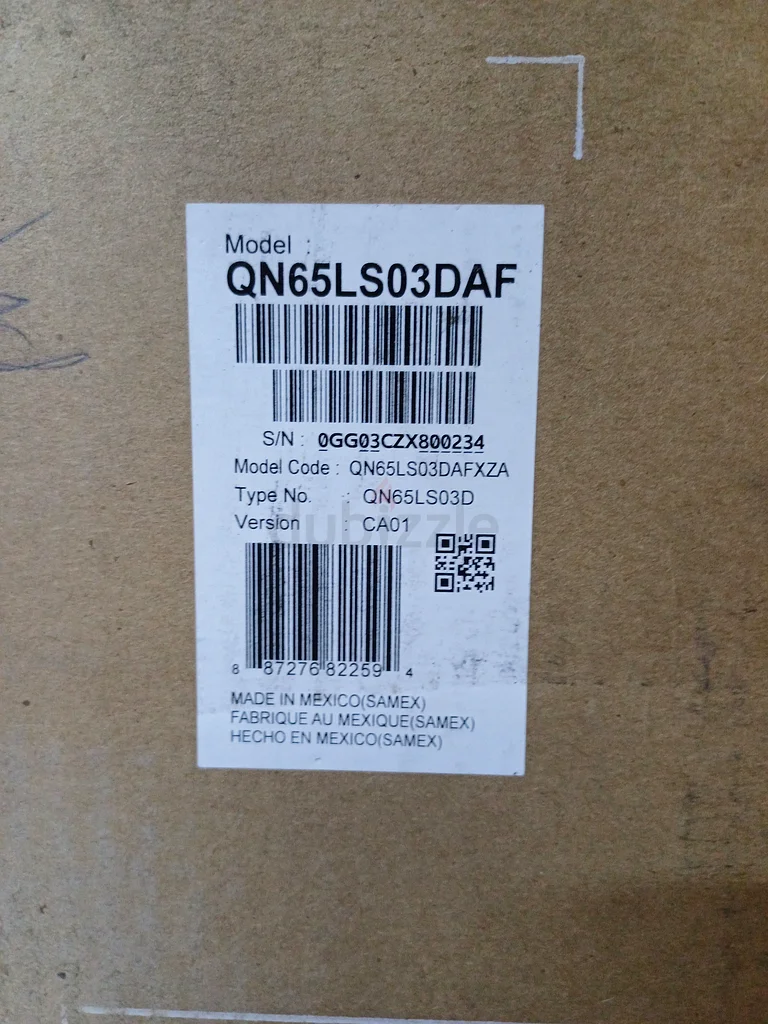 Model :
QN65LS03DAF
S/N : 0GG03CZX800234
Model Code : QN65LS03DAFXZA
Type No. : QN65LS03D
Version : CA01
dubizzle
8 87276 82259 4
MADE IN MEXICO(SAMEX)
FABRIQUE AU MEXIQUE(SAMEX)
HECHO EN MEXICO(SAMEX)